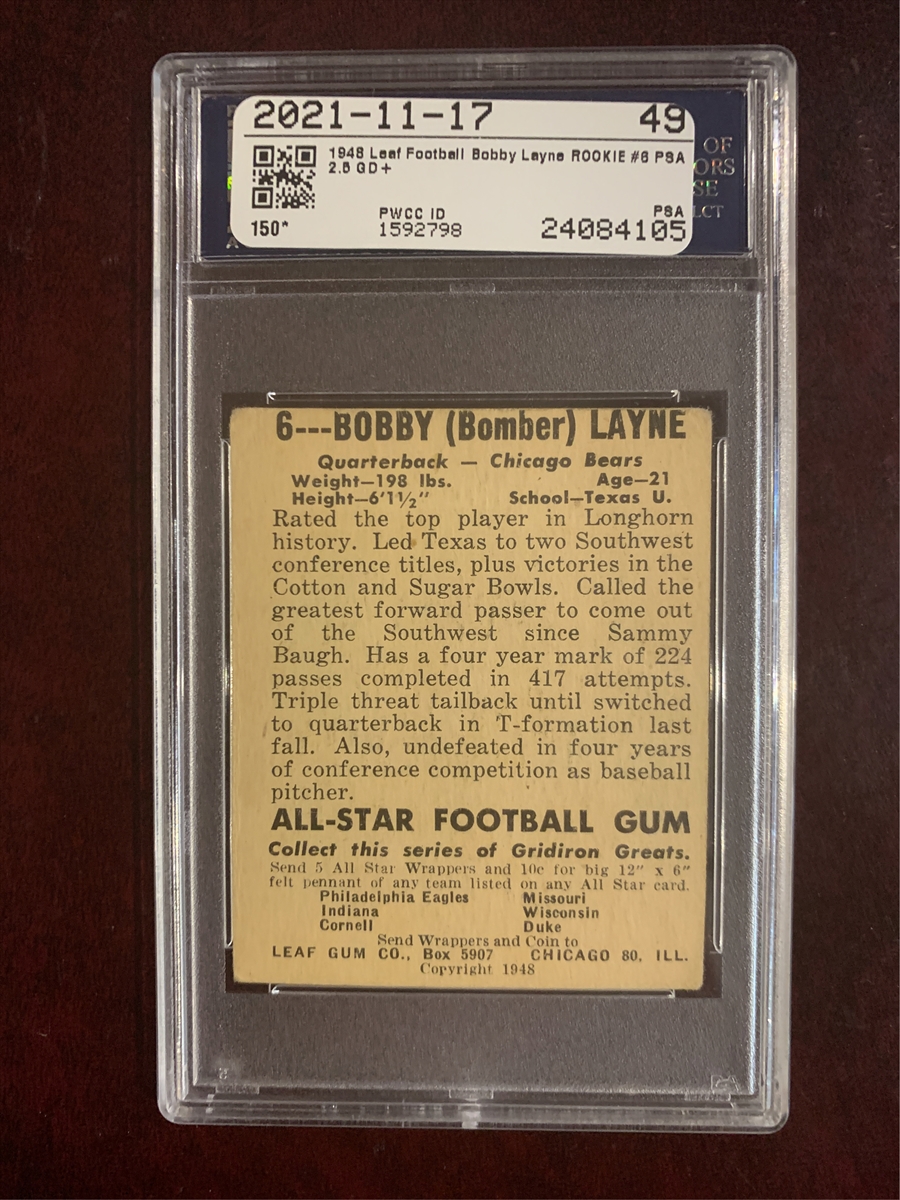 2021-11-17 49
1948 Leaf Football Bobby Layne ROOKIE #6 PSA
2.5 GD+
PWCC ID PSA
150* 1592798 24084105
OF
ORS
SE
LCT
6---BOBBY (Bomber) LAYNE
Quarterback — Chicago Bears
Weight—198 lbs. Age—21
Height—6'1½" School—Texas U.
Rated the top player in Longhorn
history. Led Texas to two Southwest
conference titles, plus victories in the
Cotton and Sugar Bowls. Called the
greatest forward passer to come out
of the Southwest since Sammy
Baugh. Has a four year mark of 224
passes completed in 417 attempts.
Triple threat tailback until switched
to quarterback in T-formation last
fall. Also, undefeated in four years
of conference competition as baseball
pitcher.
ALL-STAR FOOTBALL GUM
Collect this series of Gridiron Greats.
Send 5 All Star Wrappers and 10c for big 12" x 6"
felt pennant of any team listed on any All Star card.
Philadelphia Eagles Missouri
Indiana Wisconsin
Cornell Duke
Send Wrappers and Coin to
LEAF GUM CO., Box 5907 CHICAGO 80, ILL.
Copyright 1948